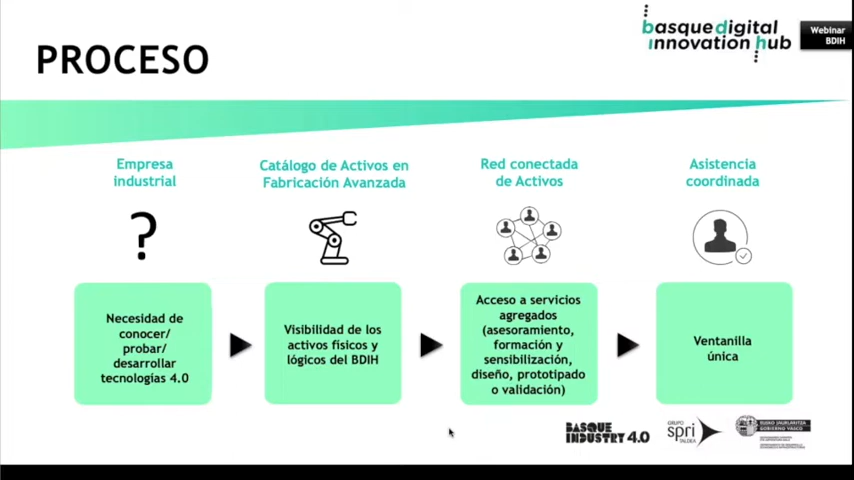 basque digital
innovation hub
Webinar
BDIH
PROCESO
Empresa
industrial
Catálogo de Activos en
Fabricación Avanzada
Red conectada
de Activos
Asistencia
coordinada
?
Necesidad de
conocer/
probar/
desarrollar
tecnologías 4.0
Visibilidad de los
activos físicos y
lógicos del BDIH
Acceso a servicios
agregados
(asesoramiento,
formación y
sensibilización,
diseño, prototipado
o validación)
Ventanilla
única
BASQUE
INDUSTRY 4.0
GRUPO
spri
TALDEA
EUSKO JAURLARITZA
GOBIERNO VASCO